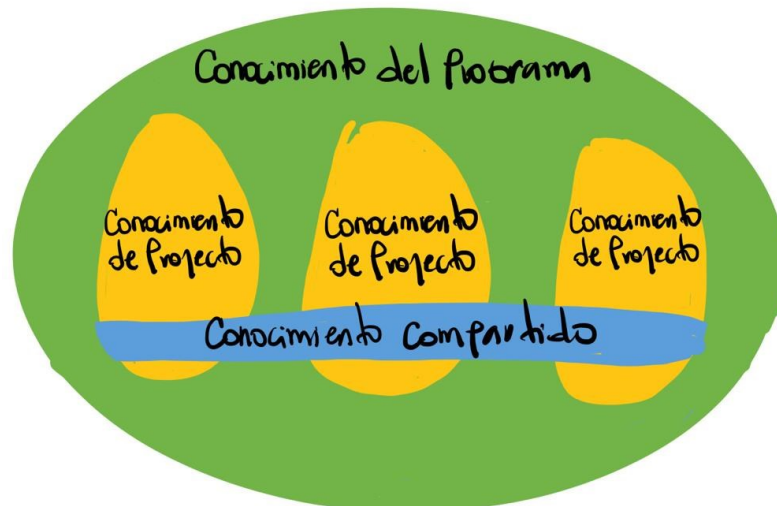 Conocimiento del Programa
Conocimiento
de Proyecto
Conocimiento
de Proyecto
Conocimiento
de Proyecto
Conocimiento compartido